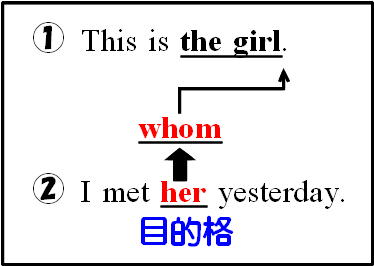 ① This is the girl.
whom
② I met her yesterday.
目的格